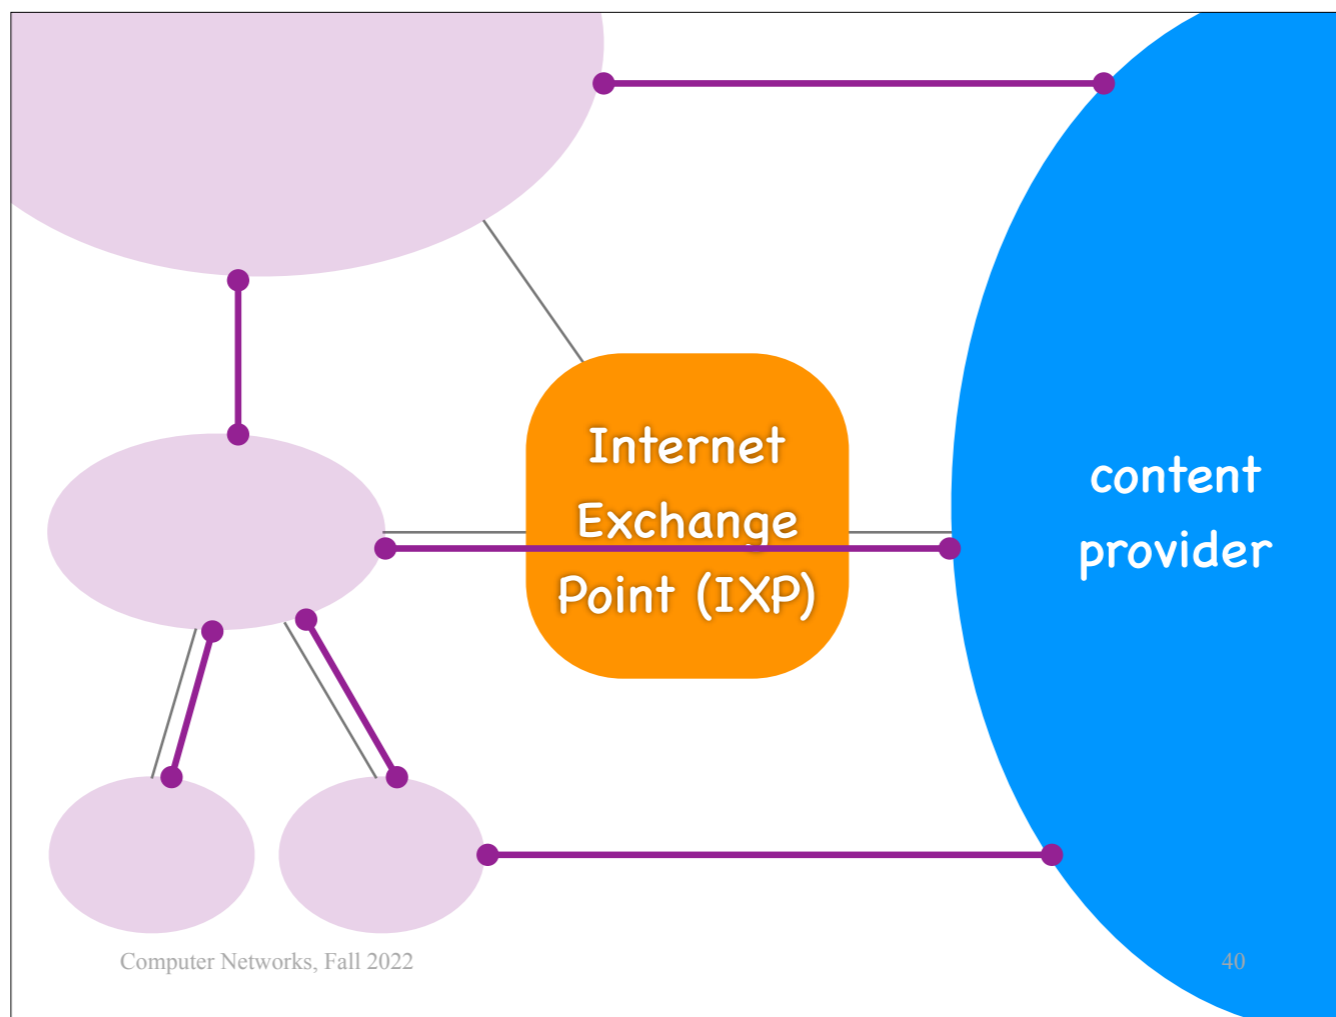 Internet
Exchange
Point (IXP)
content
provider
Computer Networks, Fall 2022
40